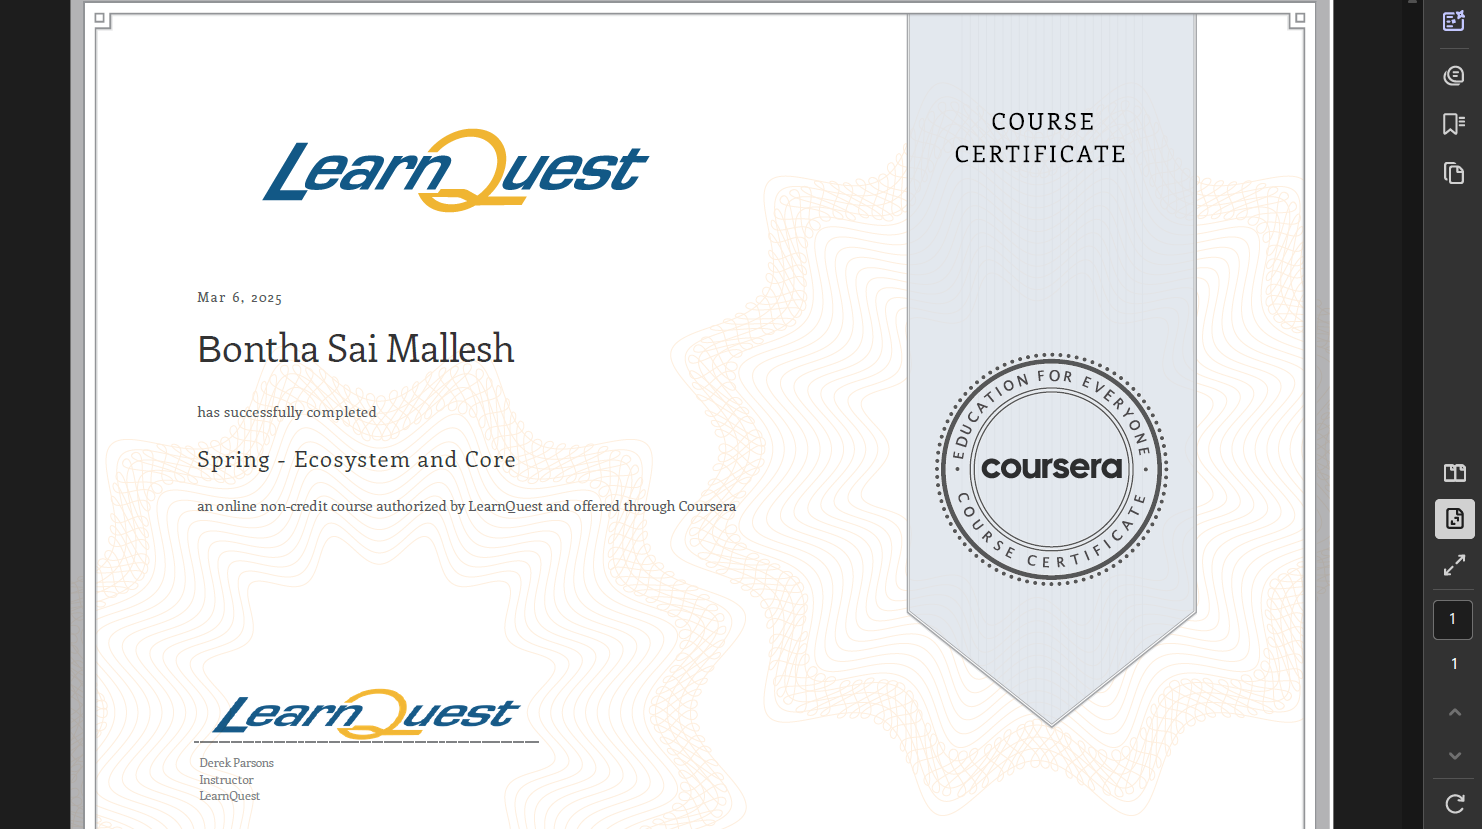 COURSE
CERTIFICATE
LearnQuest
Mar 6, 2025
Bontha Sai Mallesh
has successfully completed
Spring - Ecosystem and Core
an online non-credit course authorized by LearnQuest and offered through Coursera
EDUCATION FOR EVERYONE
coursera
COURSE CERTIFICATE
LearnQuest
Derek Parsons
Instructor
LearnQuest
1
1